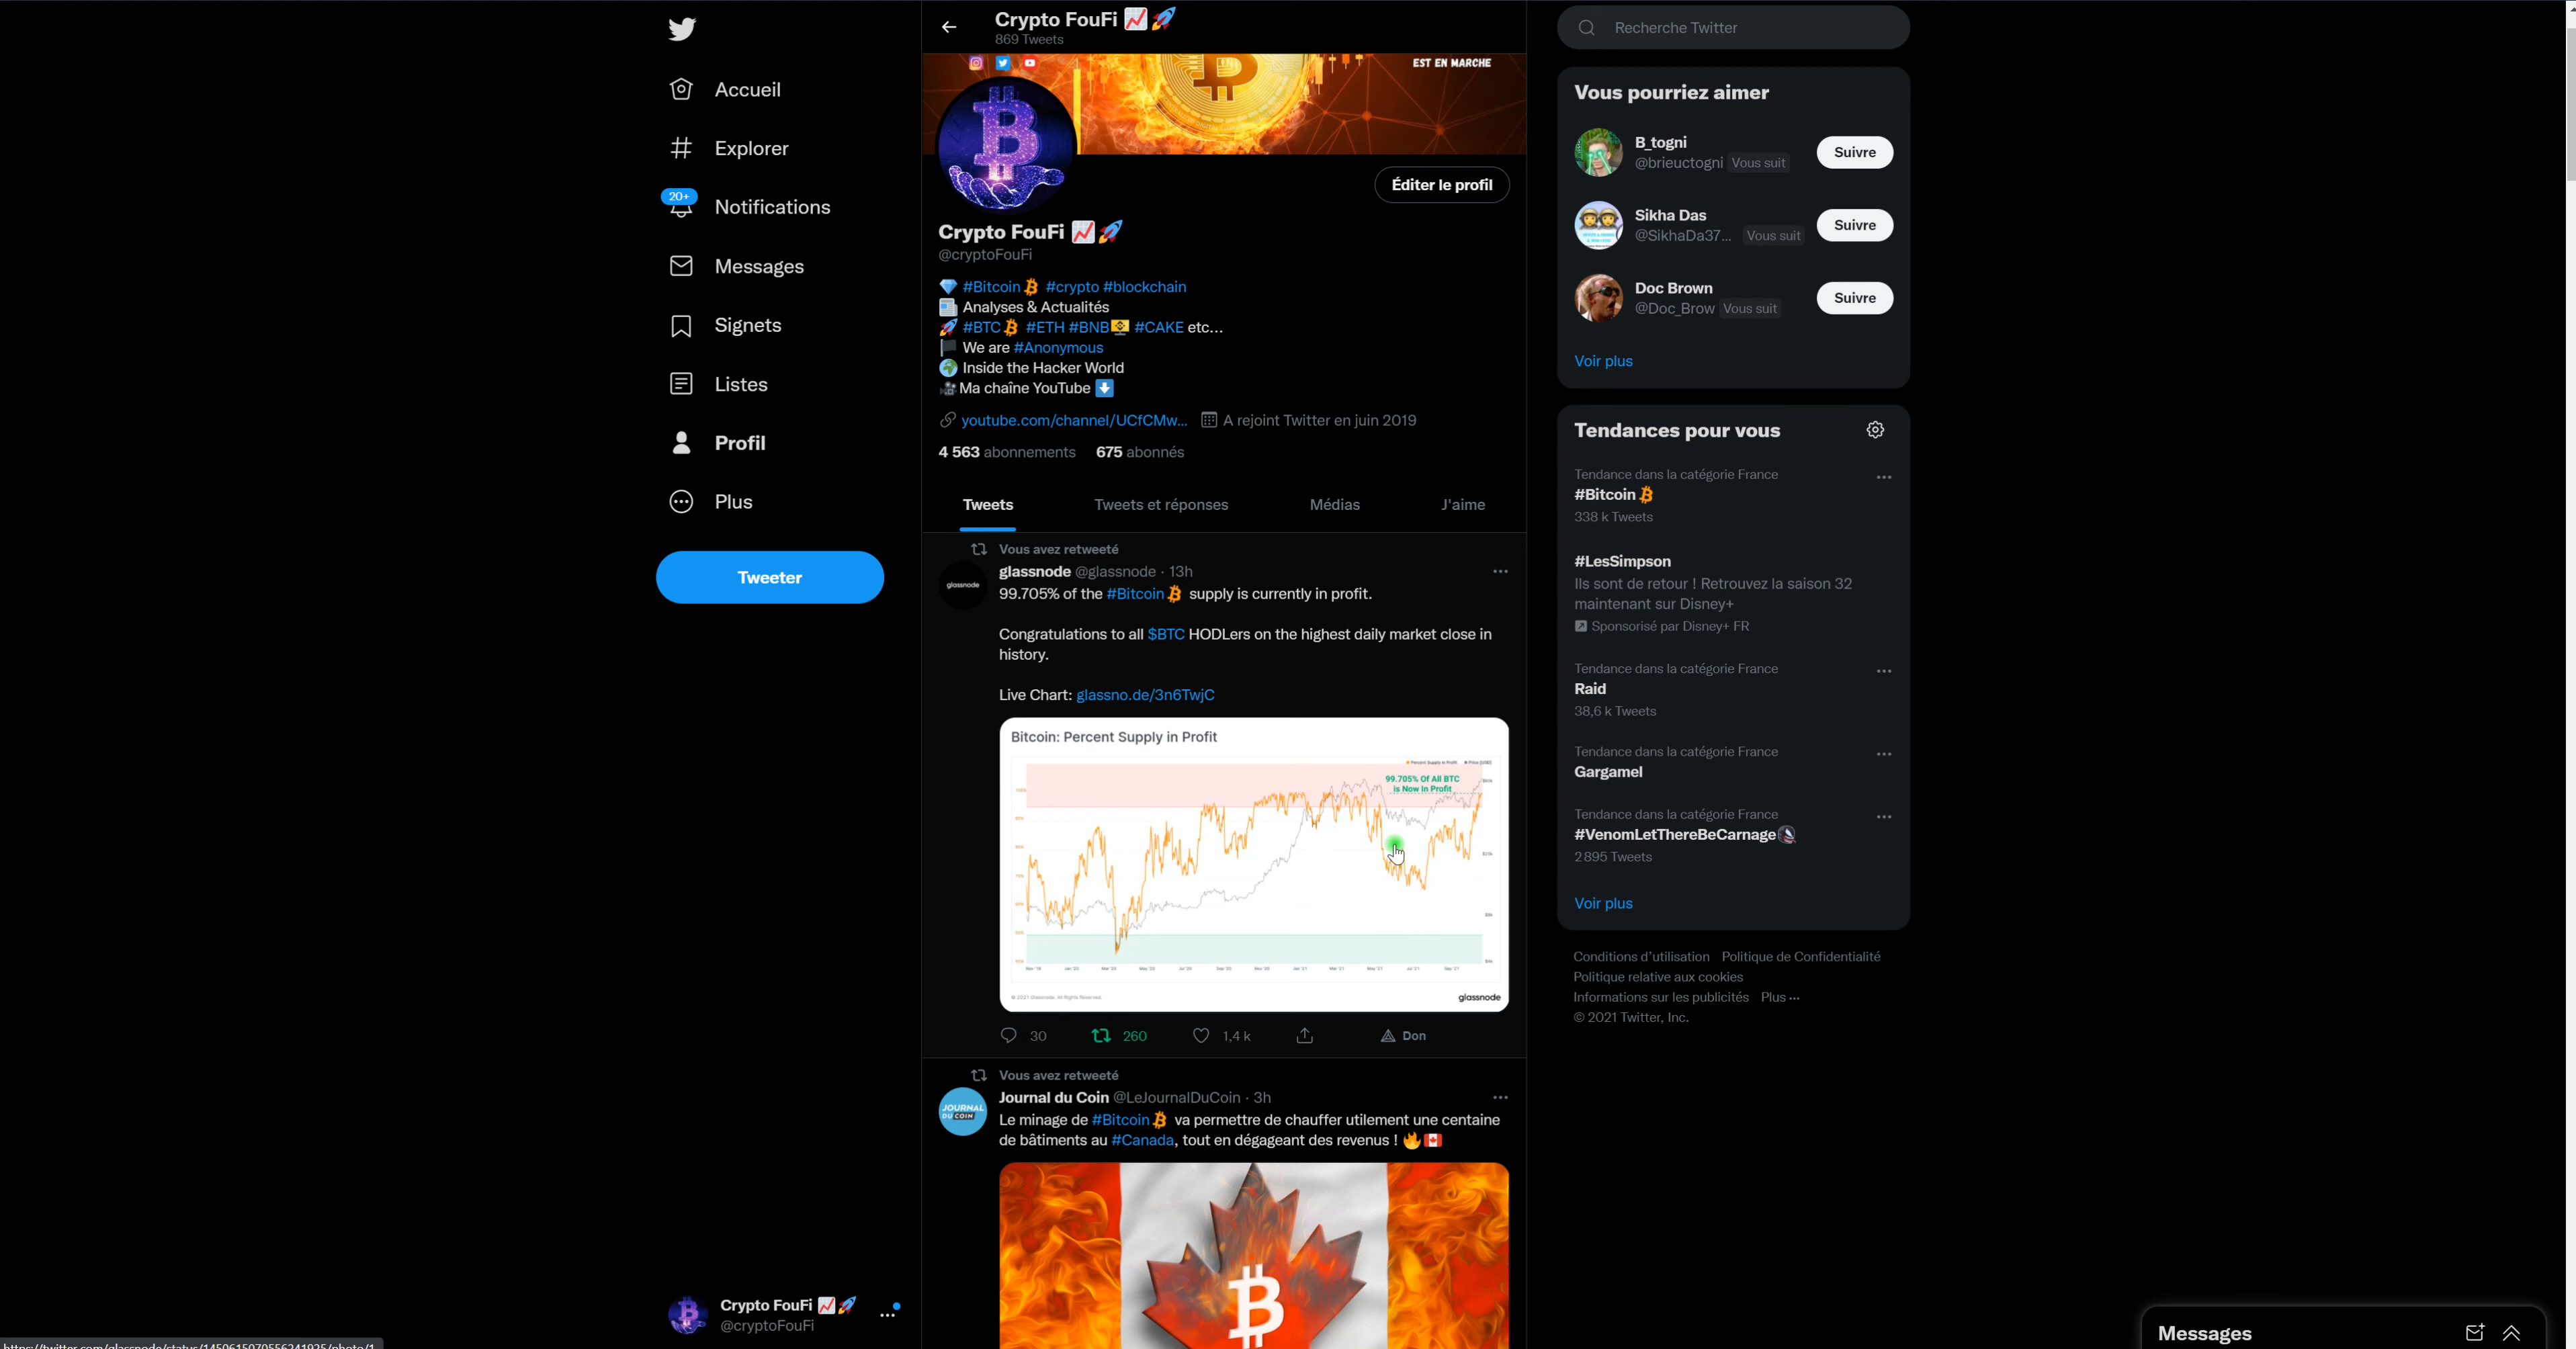 Accueil
Explorer
20+
Notifications
Messages
Signets
Listes
Profil
Plus
Tweeter
Crypto FouFi
@cryptoFouFi
Crypto FouFi
869 Tweets
EST EN MARCHE
Éditer le profil
Crypto FouFi
@cryptoFouFi
#Bitcoin #crypto #blockchain
Analyses & Actualités
#BTC #ETH #BNB #CAKE etc...
We are #Anonymous
Inside the Hacker World
Ma chaîne YouTube
youtube.com/channel/UCfCMw... A rejoint Twitter en juin 2019
4 563 abonnements 675 abonnés
Tweets Tweets et réponses Médias J'aime
Vous avez retweeté
glassnode
glassnode @glassnode · 13h
99.705% of the #Bitcoin supply is currently in profit.
Congratulations to all $BTC HODLers on the highest daily market close in
history.
Live Chart: glassno.de/3n6TwjC
Bitcoin: Percent Supply in Profit
99.705% Of All BTC
is Now In Profit
© 2021 Glassnode. All Rights Reserved.
glassnode
30 260 1,4 k Don
Vous avez retweeté
JOURNAL
DU COIN
Journal du Coin @LeJournalDuCoin · 3h
Le minage de #Bitcoin va permettre de chauffer utilement une centaine
de bâtiments au #Canada, tout en dégageant des revenus !
Recherche Twitter
Vous pourriez aimer
B_togni
@brieuctogni Vous suit
Suivre
Sikha Das
@SikhaDa37... Vous suit
Suivre
Doc Brown
@Doc_Brow Vous suit
Suivre
Voir plus
Tendances pour vous
Tendance dans la catégorie France
#Bitcoin
338 k Tweets
#LesSimpson
Ils sont de retour ! Retrouvez la saison 32
maintenant sur Disney+
Sponsorisé par Disney+ FR
Tendance dans la catégorie France
Raid
38,6 k Tweets
Tendance dans la catégorie France
Gargamel
Tendance dans la catégorie France
#VenomLetThereBeCarnage
2 895 Tweets
Voir plus
Conditions d'utilisation Politique de Confidentialité
Politique relative aux cookies
Informations sur les publicités Plus ···
© 2021 Twitter, Inc.
Messages